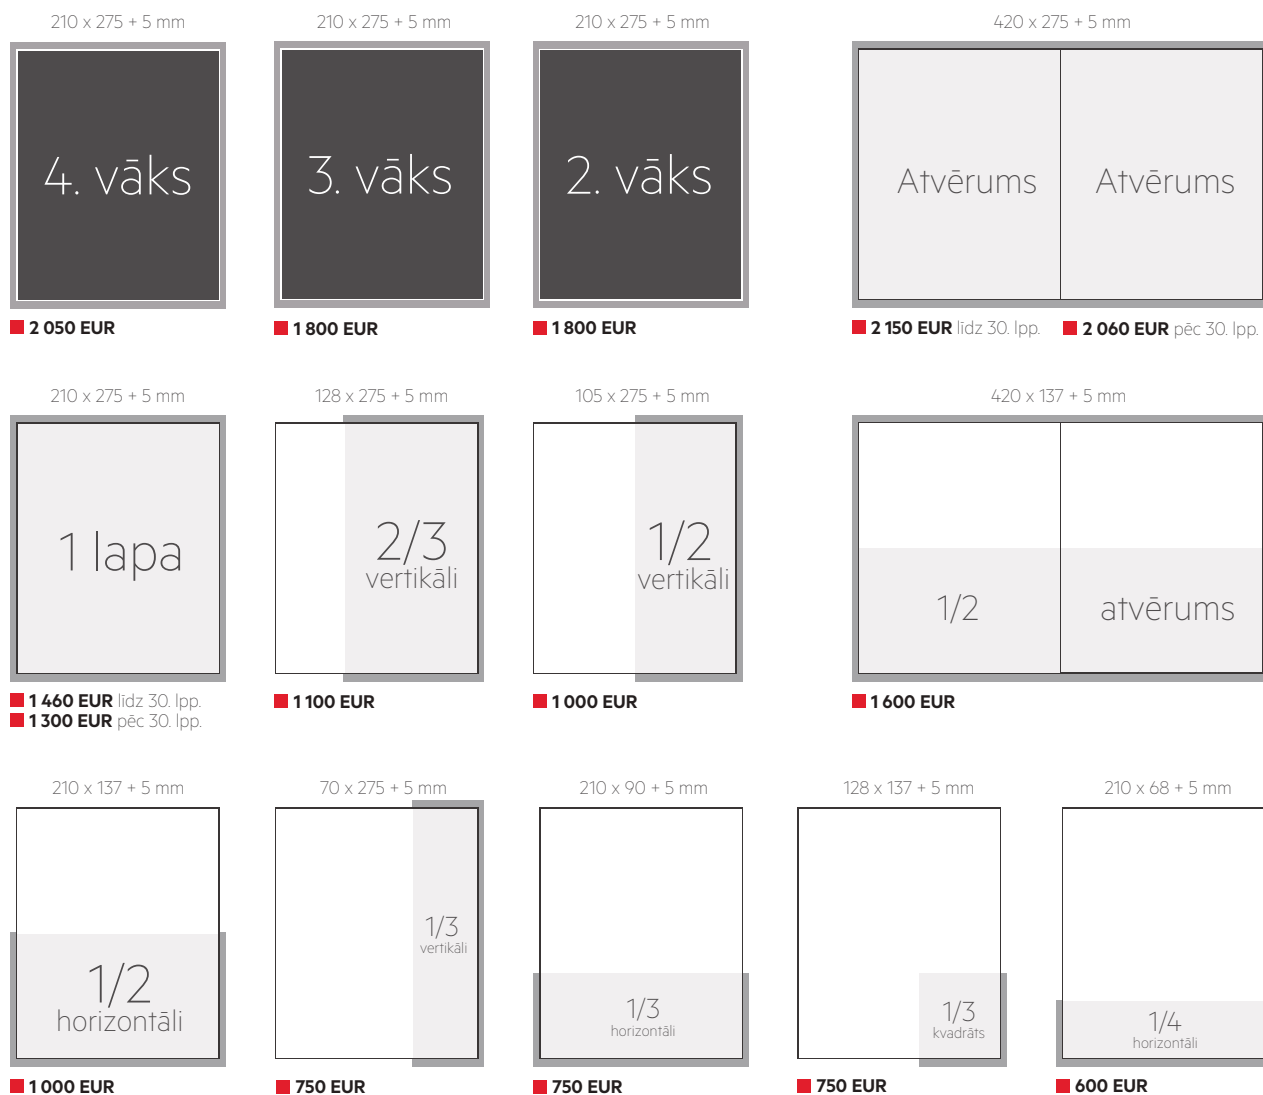 210 x 275 + 5 mm
210 x 275 + 5 mm
210 x 275 + 5 mm
420 x 275 + 5 mm
4. vāks
3. vāks
2. vāks
Atvērums
Atvērums
2 050 EUR
1 800 EUR
1 800 EUR
2 150 EUR līdz 30. lpp.
2 060 EUR pēc 30. lpp.
210 x 275 + 5 mm
128 x 275 + 5 mm
105 x 275 + 5 mm
420 x 137 + 5 mm
1 lapa
2/3
vertikāli
1/2
vertikāli
1/2
atvērums
1 460 EUR līdz 30. lpp.
1 300 EUR pēc 30. lpp.
1 100 EUR
1 000 EUR
1 600 EUR
210 x 137 + 5 mm
70 x 275 + 5 mm
210 x 90 + 5 mm
128 x 137 + 5 mm
210 x 68 + 5 mm
1/2
horizontāli
1/3
vertikāli
1/3
horizontāli
1/3
kvadrāts
1/4
horizontāli
1 000 EUR
750 EUR
750 EUR
750 EUR
600 EUR